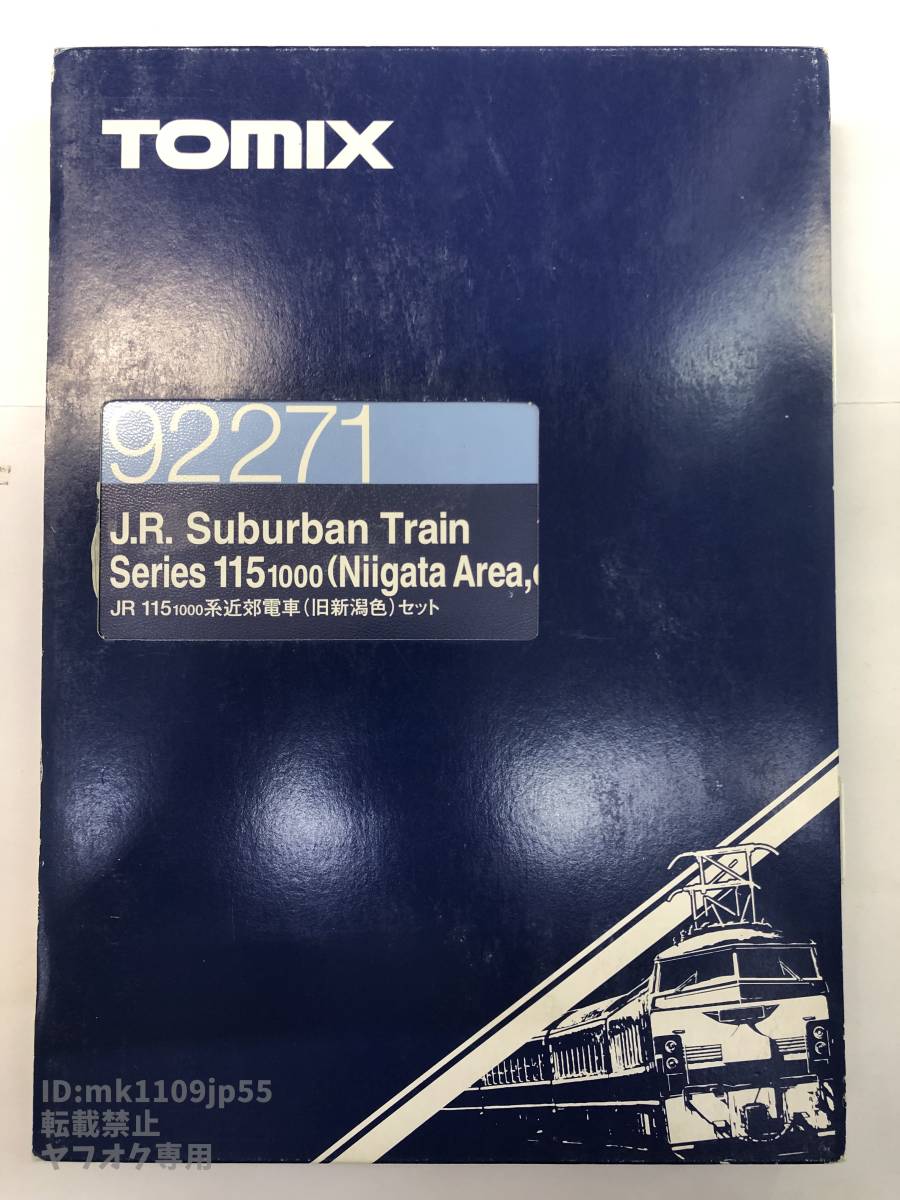 TOMIX
92271
J.R. Suburban Train
Series 115 1000 (Niigata Area,
JR 115 1000系近郊電車(旧新潟色)セット
ID:mk1109jp55
転載禁止
ヤフオク専用